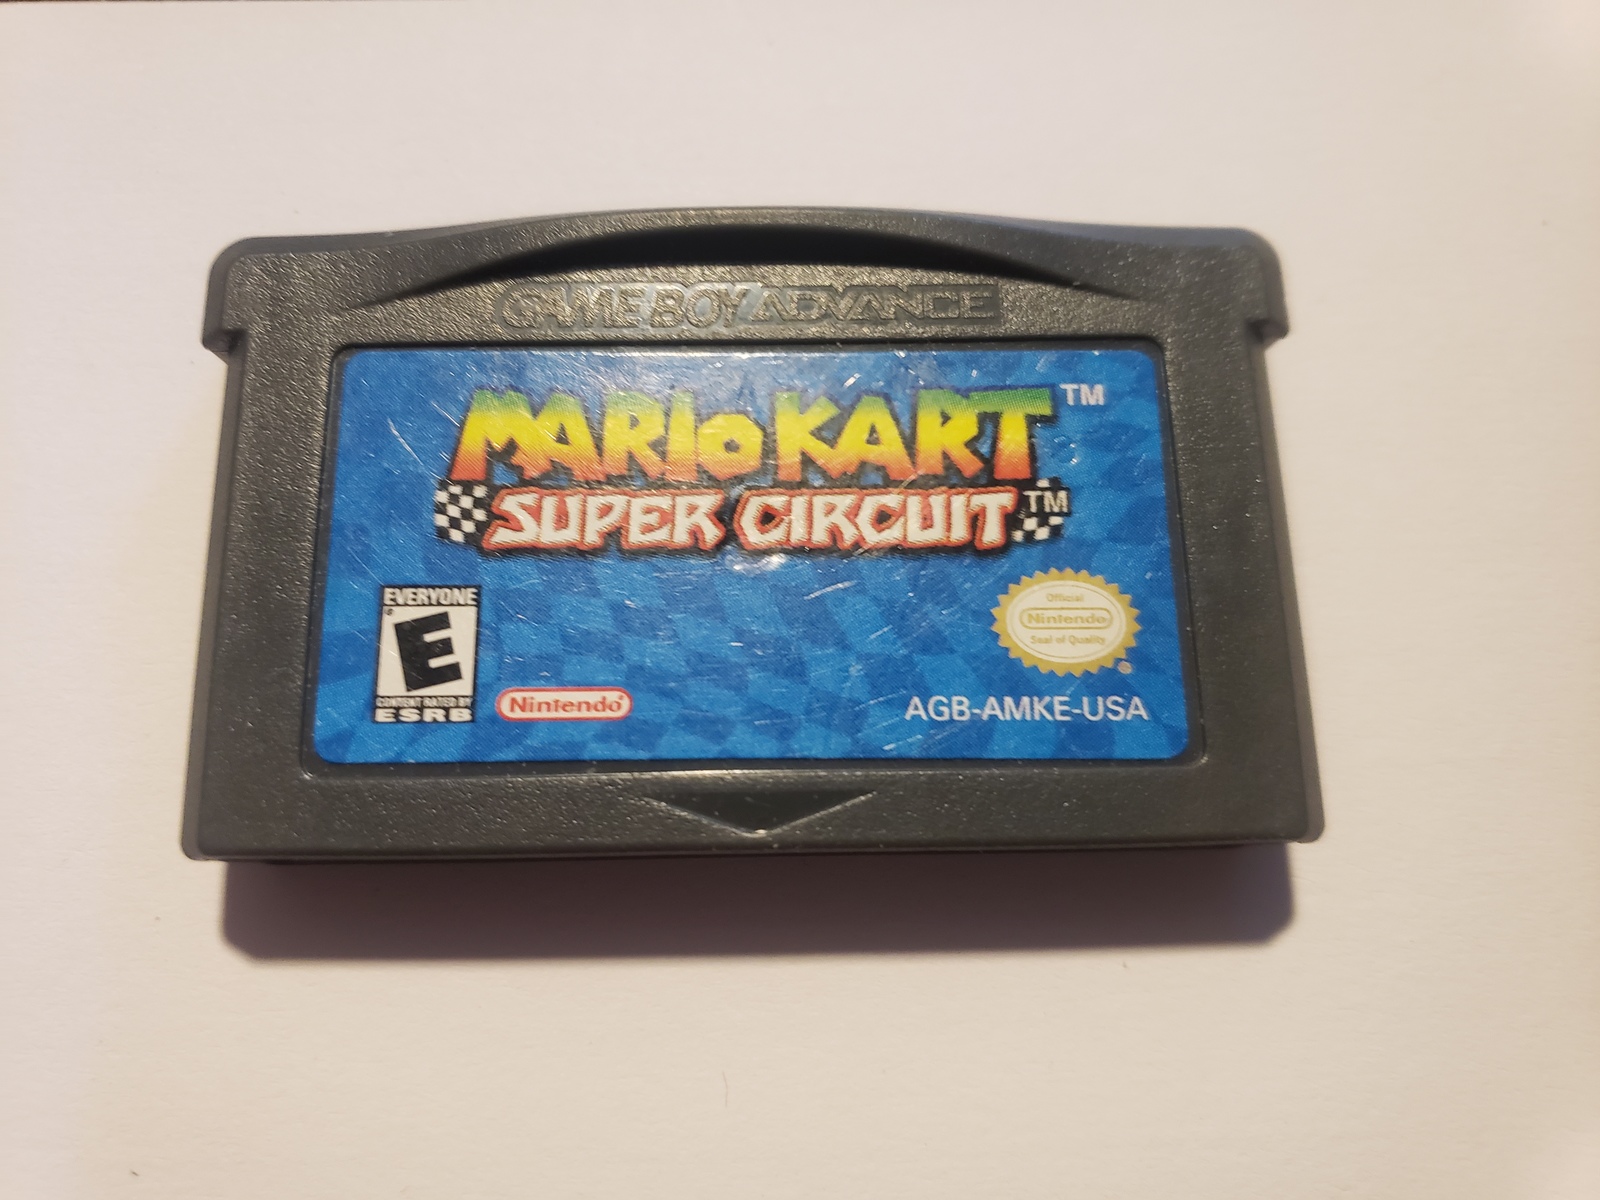 GAME BOY ADVANCE
MARIO KART™
SUPER CIRCUIT™
EVERYONE
E
CONTENT RATED BY
ESRB
Nintendo®
Official
Nintendo
Seal of Quality
®
AGB-AMKE-USA